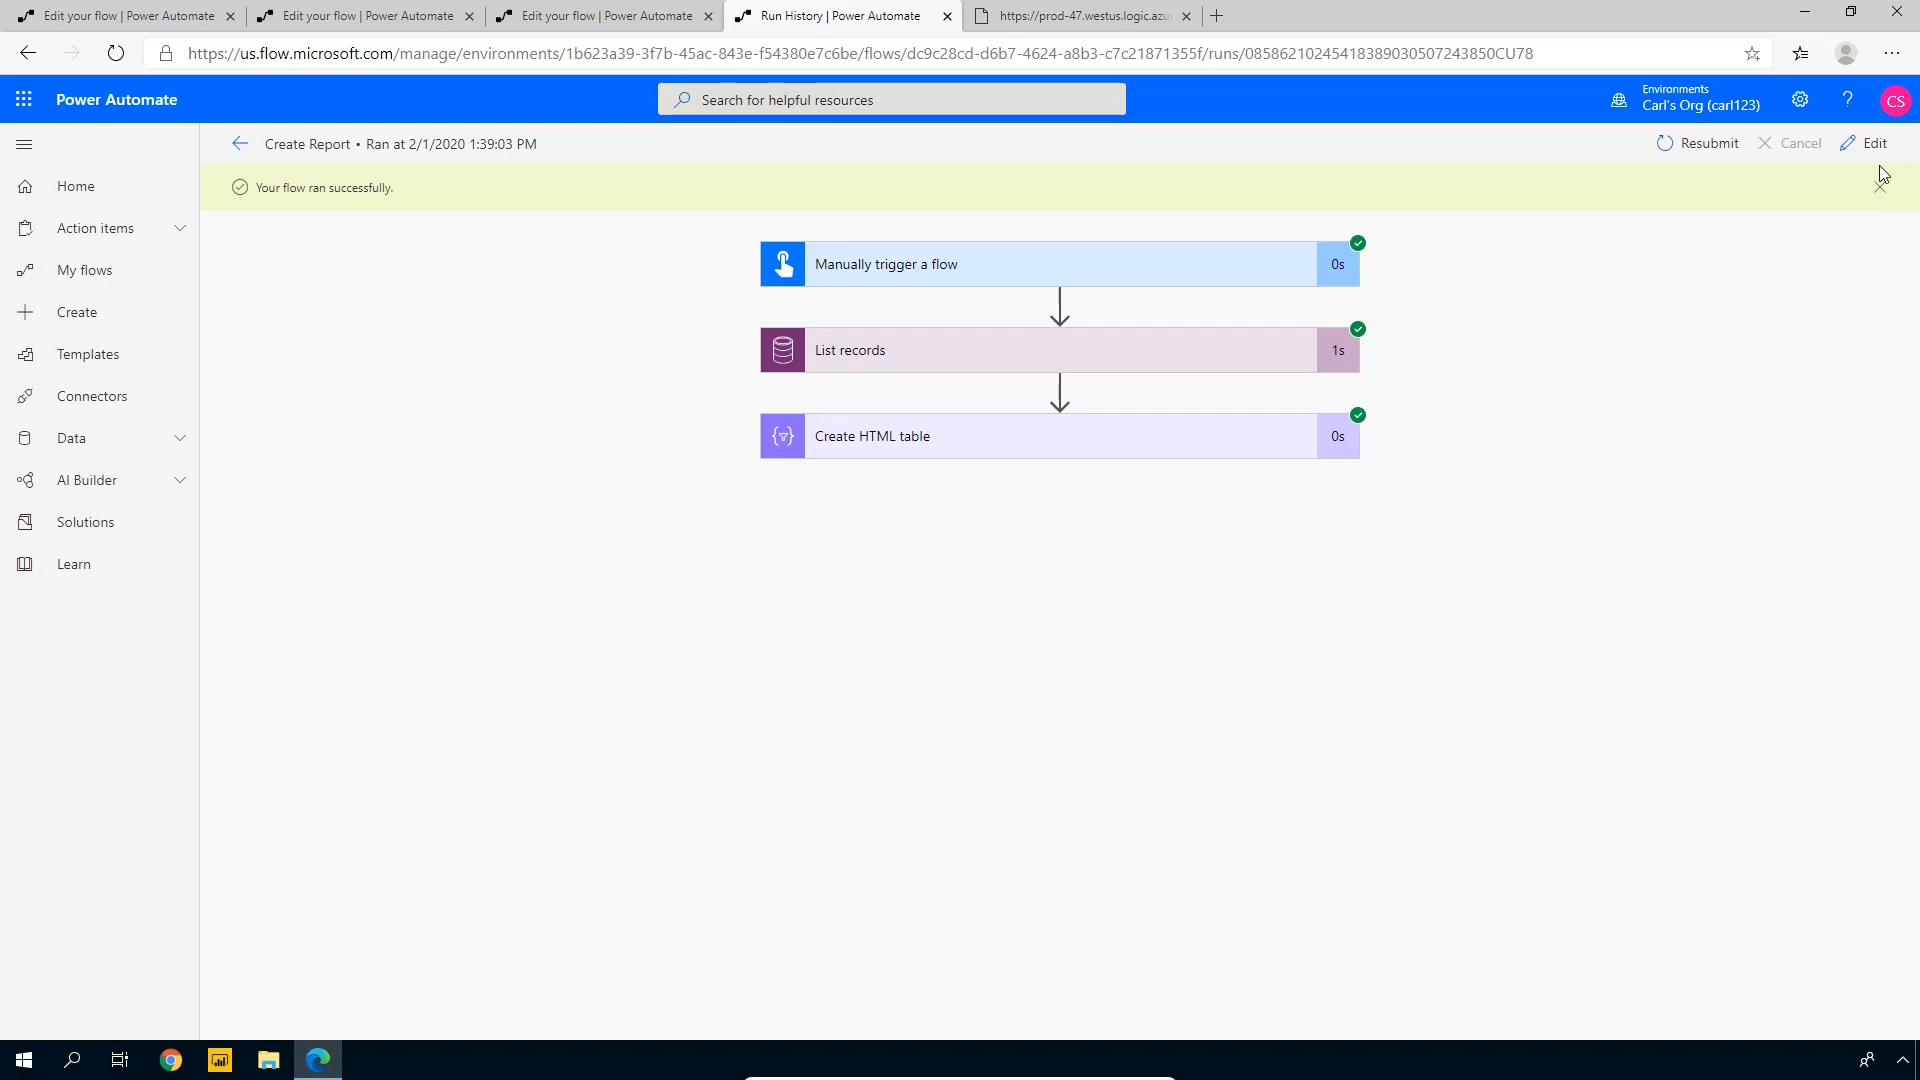 Edit your flow | Power Automate
Edit your flow | Power Automate
Edit your flow | Power Automate
Run History | Power Automate
https://prod-47.westus.logic.azu
https://us.flow.microsoft.com/manage/environments/1b623a39-3f7b-45ac-843e-f54380e7c6be/flows/dc9c28cd-d6b7-4624-a8b3-c7c21871355f/runs/08586210245418389030507243850CU78
Power Automate
Search for helpful resources
Environments
Carl's Org (carl123)
CS
Create Report • Ran at 2/1/2020 1:39:03 PM
Resubmit
Cancel
Edit
Your flow ran successfully.
Home
Action items
My flows
Create
Templates
Connectors
Data
AI Builder
Solutions
Learn
Manually trigger a flow
0s
List records
1s
Create HTML table
0s